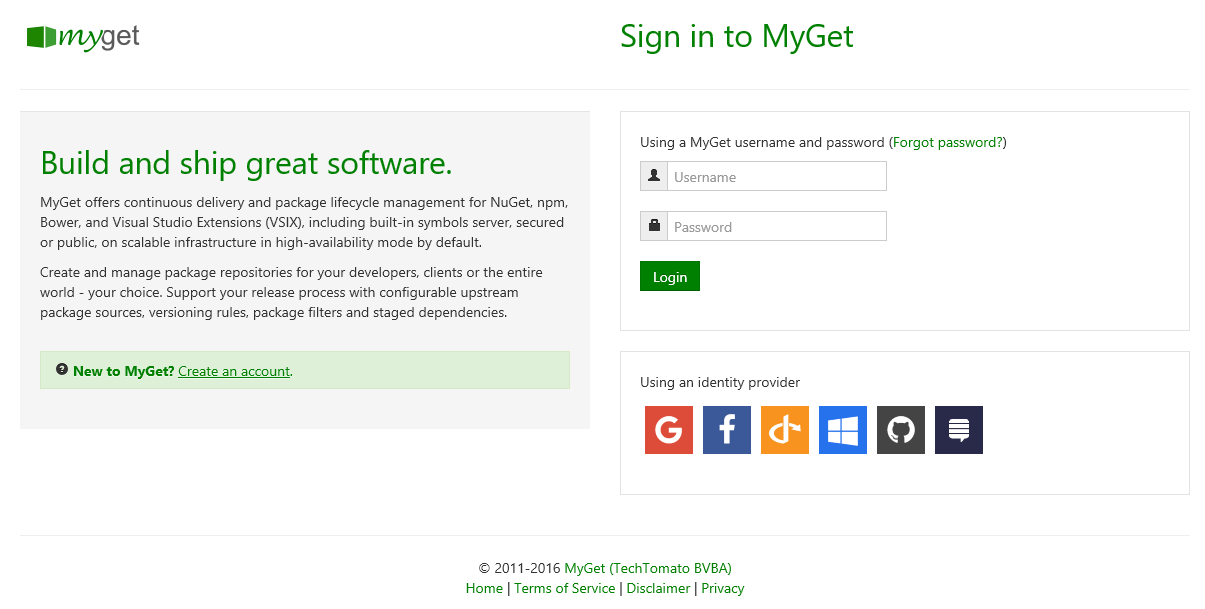 myget
Sign in to MyGet
Build and ship great software.
MyGet offers continuous delivery and package lifecycle management for NuGet, npm,
Bower, and Visual Studio Extensions (VSIX), including built-in symbols server, secured
or public, on scalable infrastructure in high-availability mode by default.
Create and manage package repositories for your developers, clients or the entire
world - your choice. Support your release process with configurable upstream
package sources, versioning rules, package filters and staged dependencies.
New to MyGet? Create an account.
Using a MyGet username and password (Forgot password?)
Username
Password
Login
Using an identity provider
© 2011-2016 MyGet (TechTomato BVBA)
Home | Terms of Service | Disclaimer | Privacy